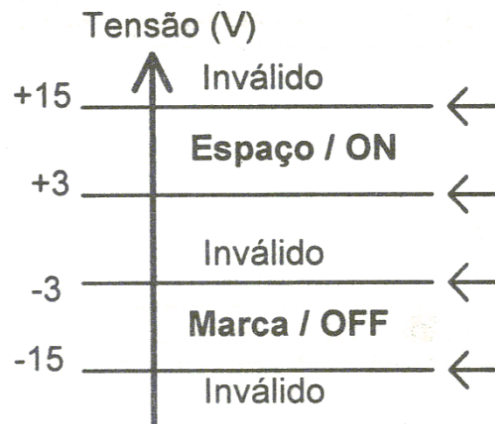 Tensão (V)
Inválido
+15
Espaço / ON
+3
Inválido
-3
Marca / OFF
-15
Inválido